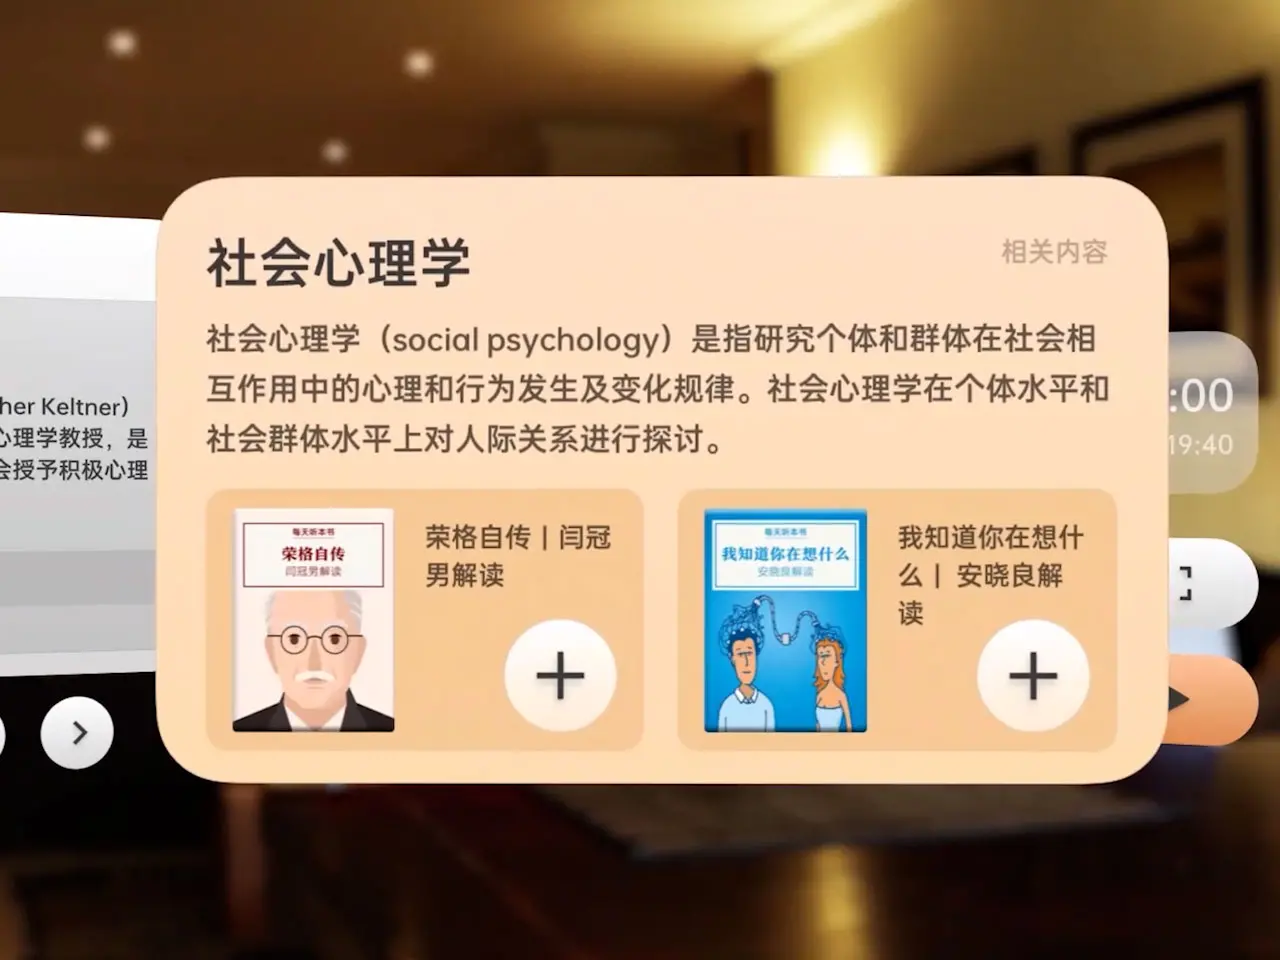 社会心理学
相关内容
社会心理学（social psychology）是指研究个体和群体在社会相
互作用中的心理和行为发生及变化规律。社会心理学在个体水平和
社会群体水平上对人际关系进行探讨。
her Keltner）
心理学教授，是
会授予积极心理
:00
19:40
每天听本书
荣格自传
闫冠男解读
荣格自传丨闫冠
男解读
每天听本书
我知道你在想什么
安晓良解读
我知道你在想什
么丨 安晓良解
读